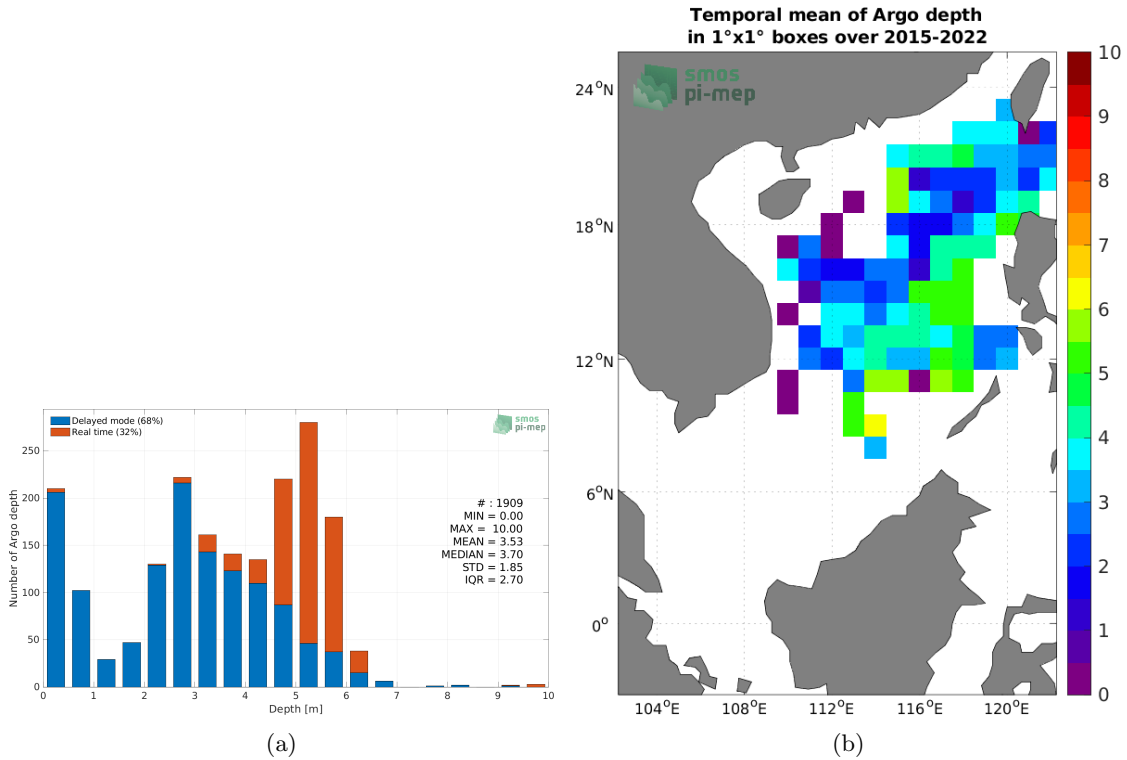 Delayed mode (68%)
Real time (32%)
smos
pi-mep
Number of Argo depth
250
200
150
100
50
0
# : 1909
MIN = 0.00
MAX = 10.00
MEAN = 3.53
MEDIAN = 3.70
STD = 1.85
IQR = 2.70
0 1 2 3 4 5 6 7 8 9 10
Depth [m]
(a)
Temporal mean of Argo depth
in 1°x1° boxes over 2015-2022
smos
pi-mep
24°N
18°N
12°N
6°N
0°
104°E 108°E 112°E 116°E 120°E
10
9
8
7
6
5
4
3
2
1
0
(b)